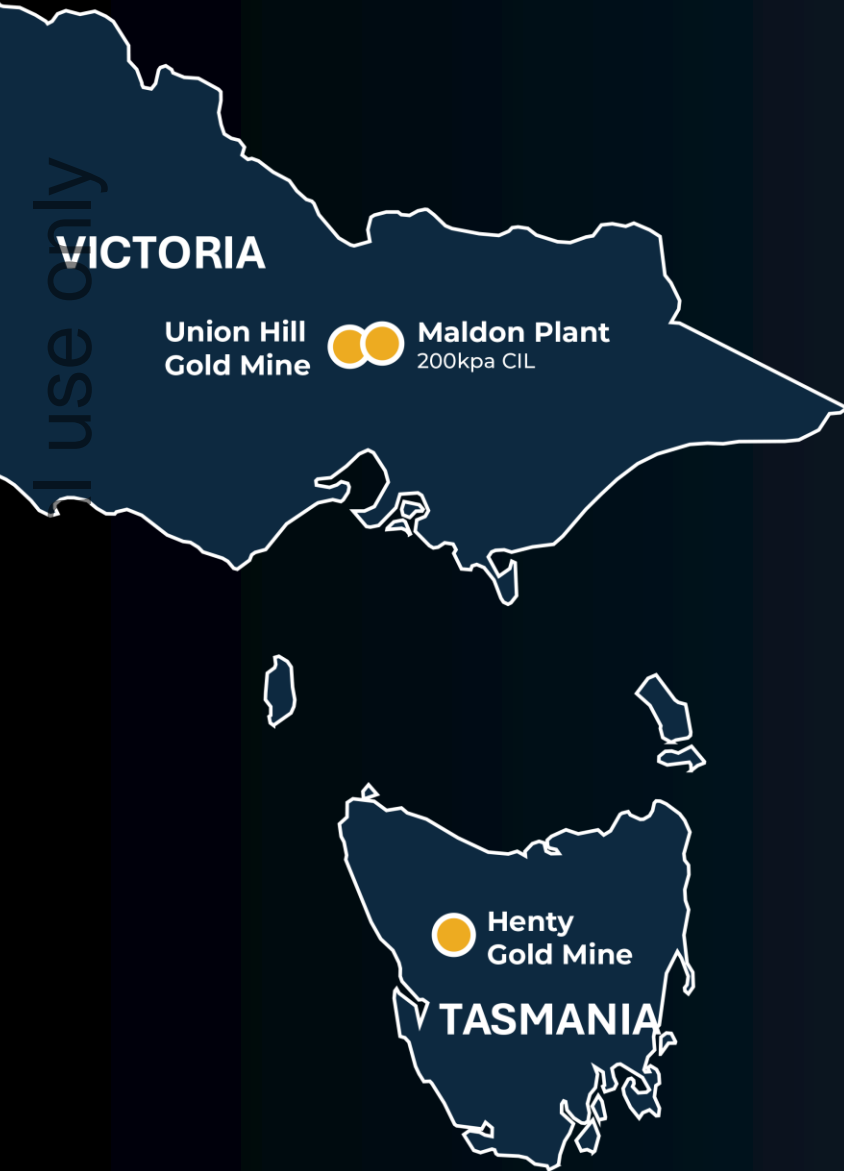 l use only
VICTORIA
Union Hill
Gold Mine
Maldon Plant
200kpa CIL
Henty
Gold Mine
TASMANIA